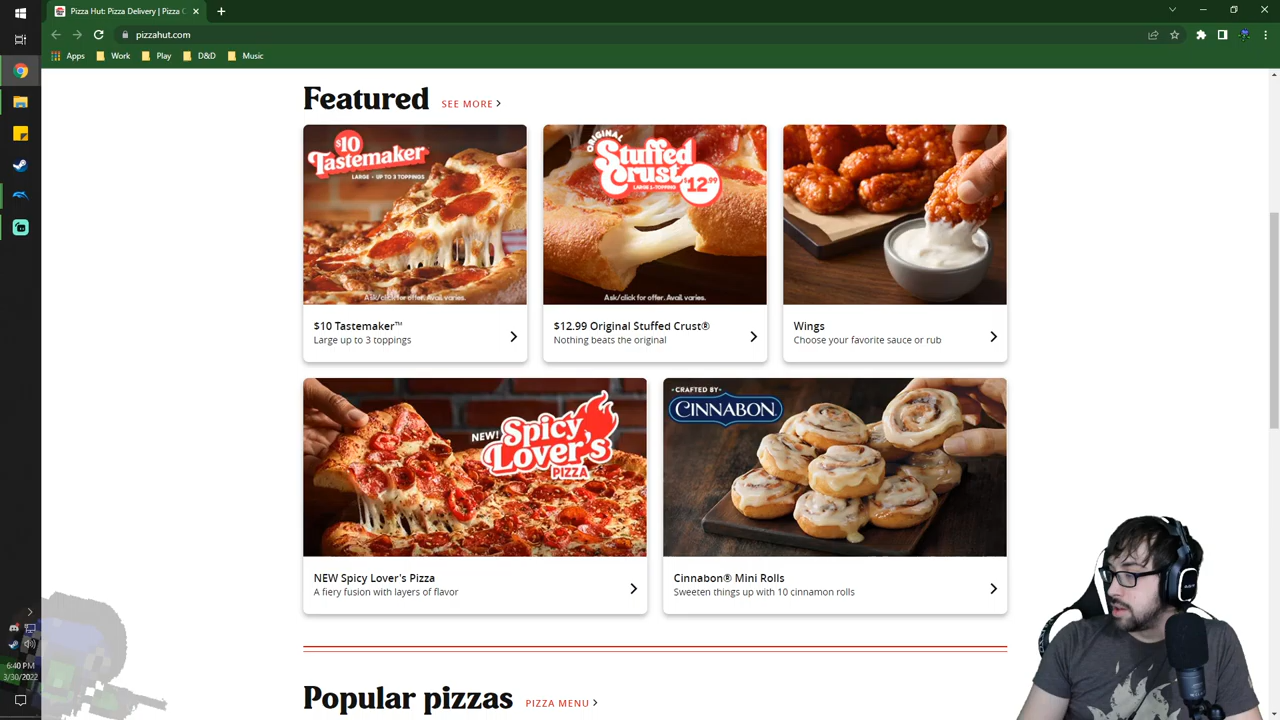 Pizza Hut: Pizza Delivery | C
pizzahut.com
Apps
Work
Play
D&D
Music
Featured
SEE MORE
$10
Tastemaker
LARGE • UP TO 3 TOPPINGS
Ask/click for offer. Avail. varies.
ORIGINAL
Stuffed
Crust
LARGE 1-TOPPING
$12.99
Ask/click for offer. Avail. varies.
$10 Tastemaker™
Large up to 3 toppings
$12.99 Original Stuffed Crust®
Nothing beats the original
Wings
Choose your favorite sauce or rub
NEW!
Spicy
Lover's
PIZZA
CRAFTED BY
CINNABON
NEW Spicy Lover's Pizza
A fiery fusion with layers of flavor
Cinnabon® Mini Rolls
Sweeten things up with 10 cinnamon rolls
Popular pizzas
PIZZA MENU
6:40 PM
3/30/2022